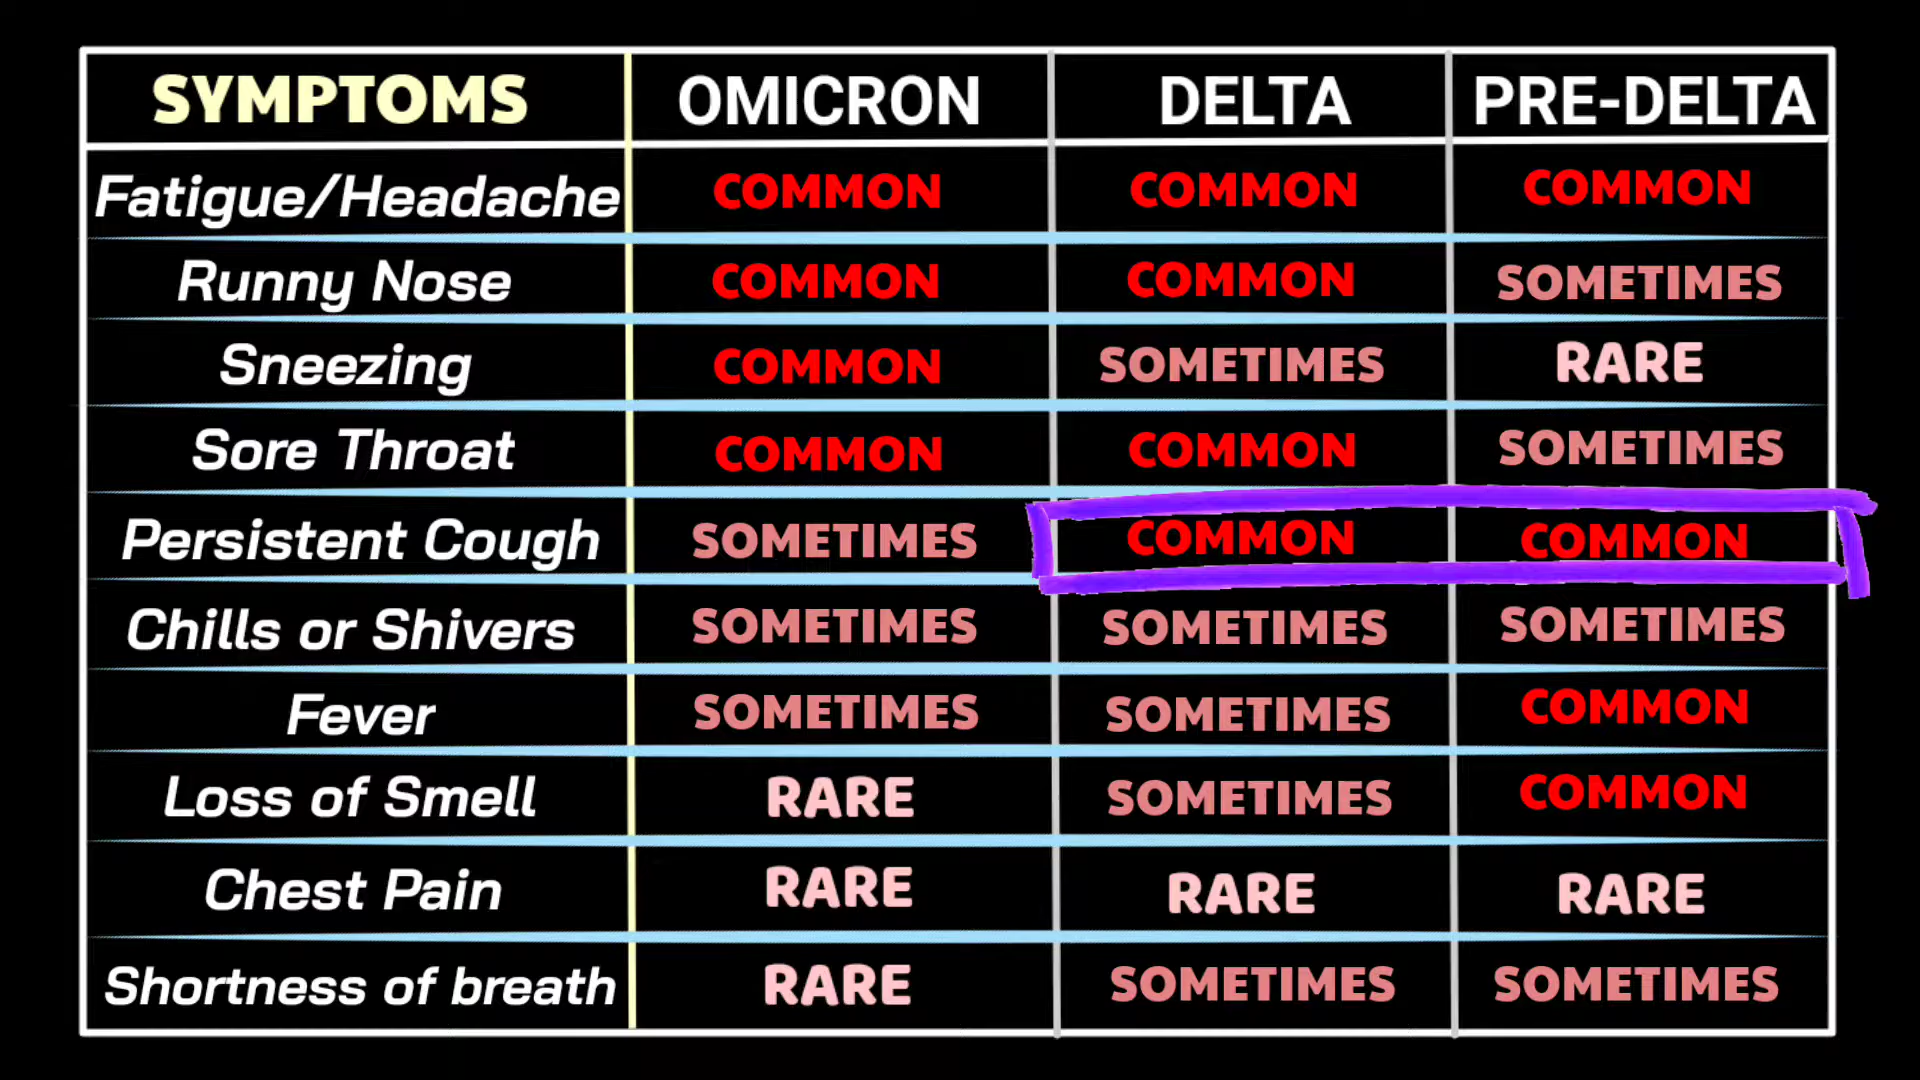 SYMPTOMS OMICRON DELTA PRE-DELTA
Fatigue/Headache COMMON COMMON COMMON
Runny Nose COMMON COMMON SOMETIMES
Sneezing COMMON SOMETIMES RARE
Sore Throat COMMON COMMON SOMETIMES
Persistent Cough SOMETIMES COMMON COMMON
Chills or Shivers SOMETIMES SOMETIMES SOMETIMES
Fever SOMETIMES SOMETIMES COMMON
Loss of Smell RARE SOMETIMES COMMON
Chest Pain RARE RARE RARE
Shortness of breath RARE SOMETIMES SOMETIMES